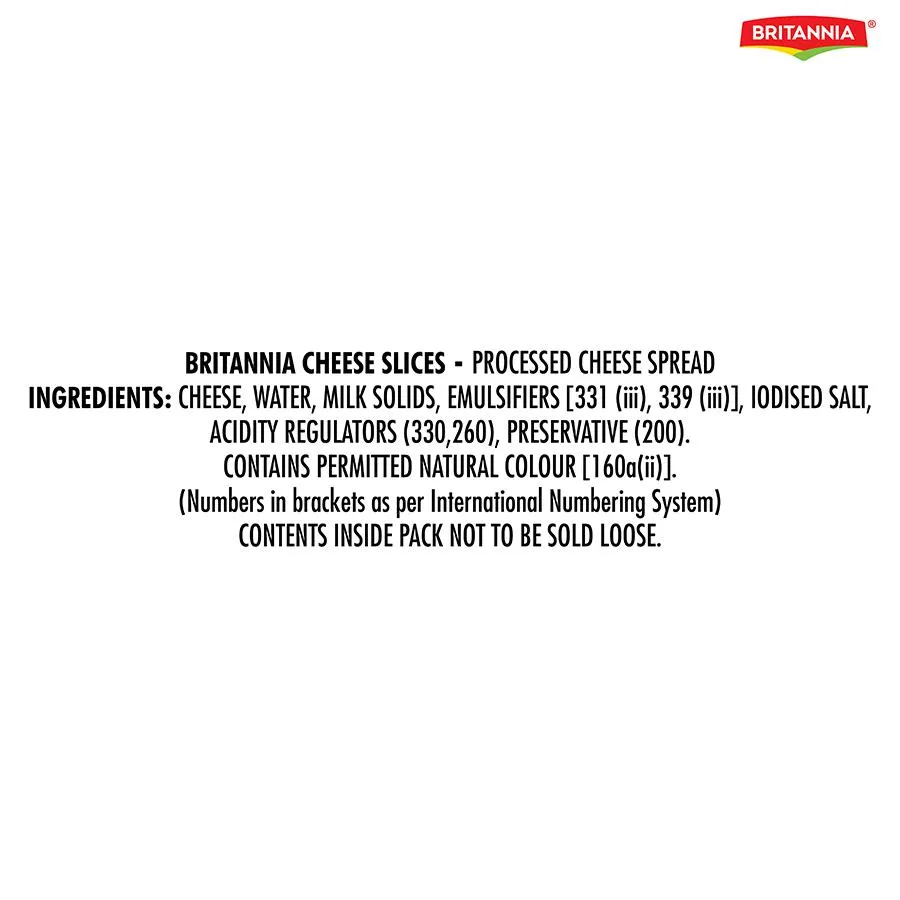 BRITANNIA®
BRITANNIA CHEESE SLICES - PROCESSED CHEESE SPREAD
INGREDIENTS: CHEESE, WATER, MILK SOLIDS, EMULSIFIERS [331 (iii), 339 (iii)], IODISED SALT,
ACIDITY REGULATORS (330,260), PRESERVATIVE (200).
CONTAINS PERMITTED NATURAL COLOUR [160a(ii)].
(Numbers in brackets as per International Numbering System)
CONTENTS INSIDE PACK NOT TO BE SOLD LOOSE.